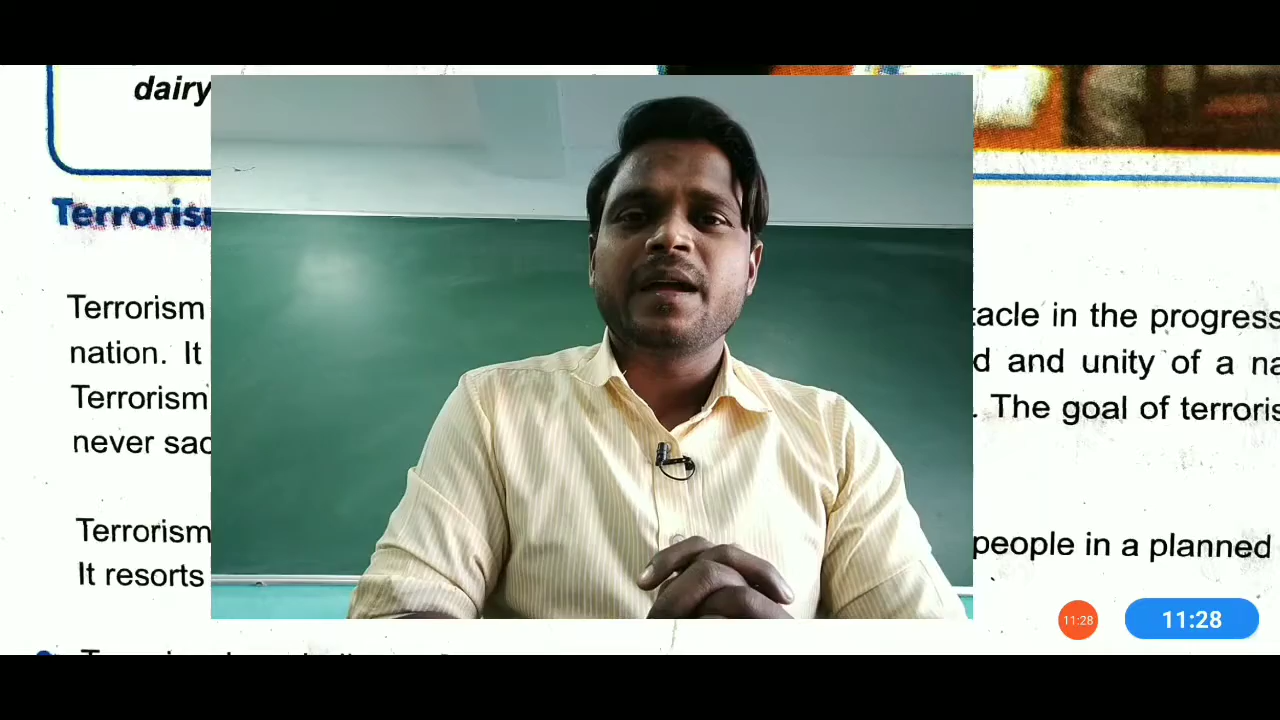 dairy
Terroris
Terrorism
tacle in the progress
nation. It
d and unity of a na
Terrorism
. The goal of terroris
never sac
Terrorism
people in a planned
It resorts
11:28
11:28